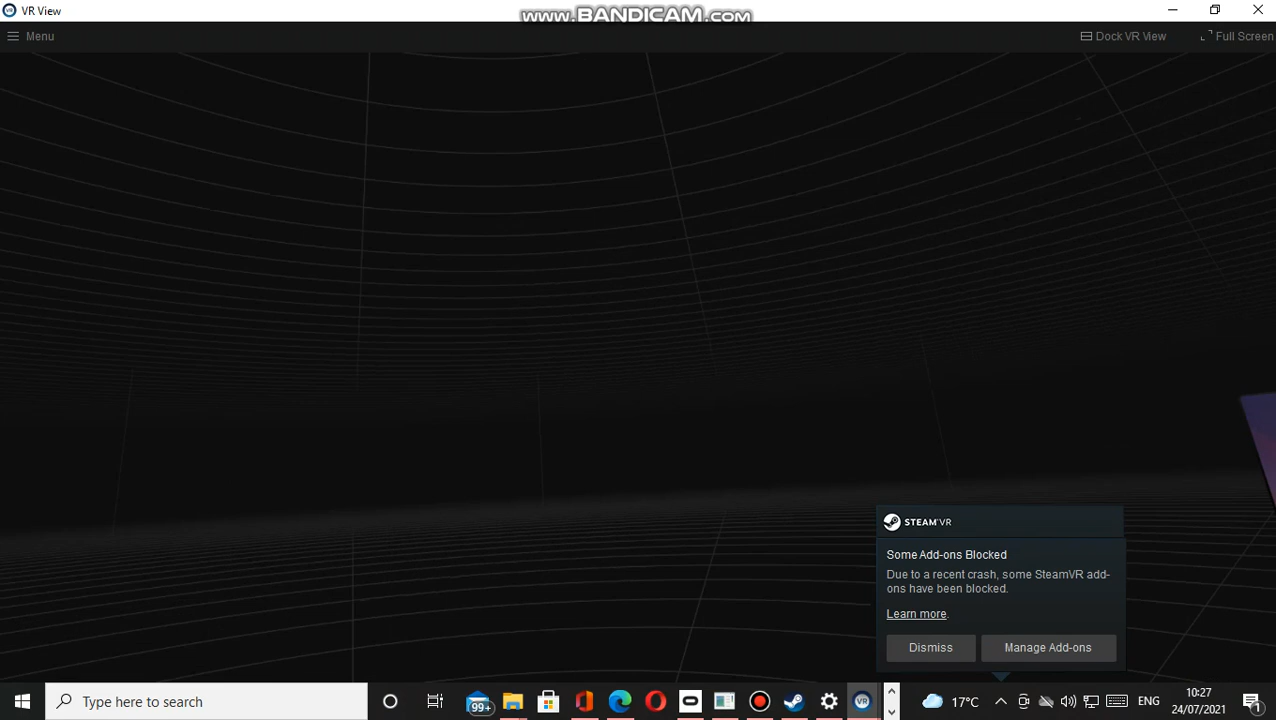 VR View
www.BANDICAM.com
Menu
Dock VR View
Full Screen
STEAMVR
Some Add-ons Blocked
Due to a recent crash, some SteamVR add-
ons have been blocked.
Learn more.
Dismiss
Manage Add-ons
Type here to search
99+
VR
17°C
ENG
10:27
24/07/2021
1